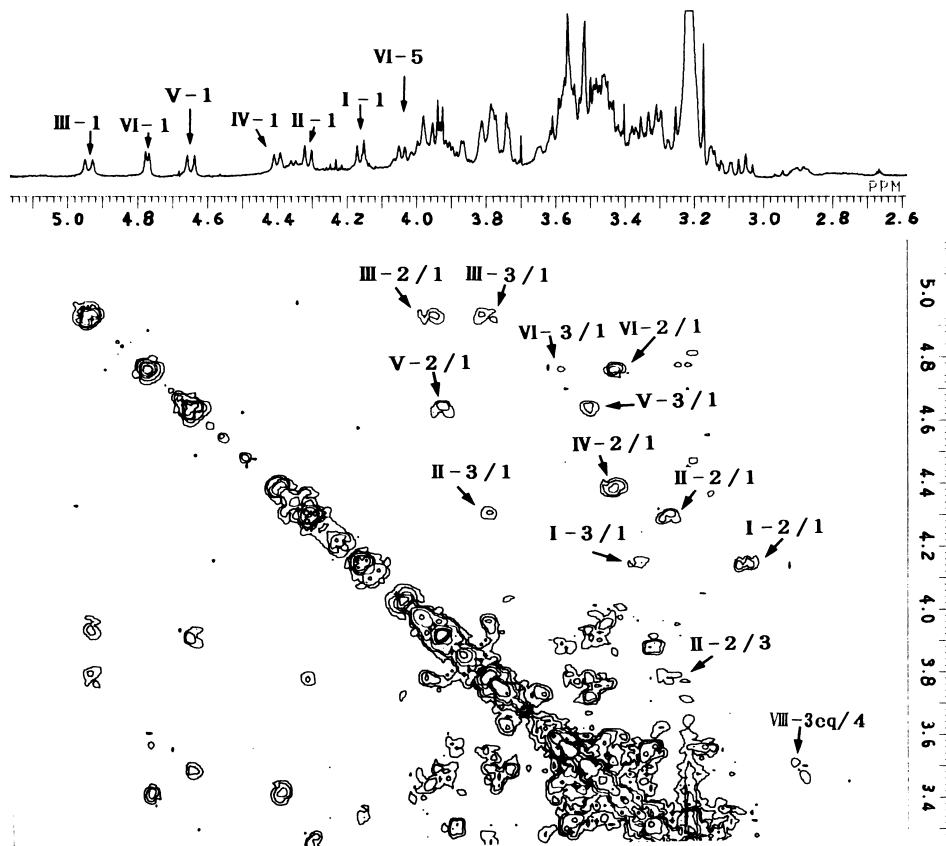 VI-5
V-1
I-1
III-1
VI-1
IV-1
II-1
PPM
5.0 4.8 4.6 4.4 4.2 4.0 3.8 3.6 3.4 3.2 3.0 2.8 2.6
III-2/1 III-3/1
5.0
VI-3/1 VI-2/1
4.8
V-2/1
V-3/1
4.6
IV-2/1
II-3/1 II-2/1
4.4
I-3/1 I-2/1
4.2
4.0
II-2/3
3.8
VIII-3eq/4
3.6
3.4